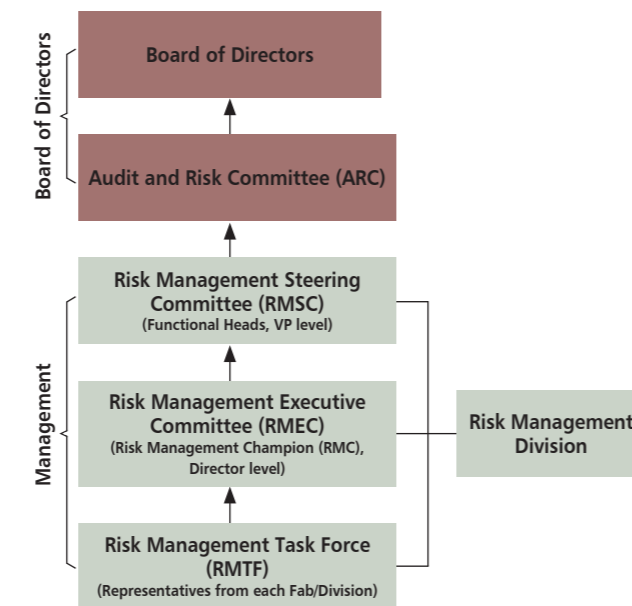 Board of Directors
Board of Directors
Audit and Risk Committee (ARC)
Management
Risk Management Steering
Committee (RMSC)
(Functional Heads, VP level)
Risk Management Executive
Committee (RMEC)
(Risk Management Champion (RMC),
Director level)
Risk Management
Division
Risk Management Task Force
(RMTF)
(Representatives from each Fab/Division)